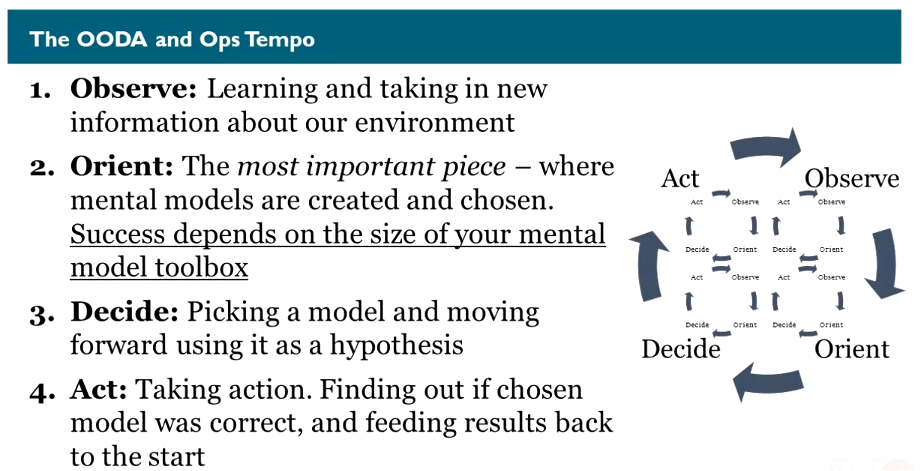 The OODA and Ops Tempo
1. Observe: Learning and taking in new
information about our environment
2. Orient: The most important piece – where
mental models are created and chosen.
Success depends on the size of your mental
model toolbox
3. Decide: Picking a model and moving
forward using it as a hypothesis
4. Act: Taking action. Finding out if chosen
model was correct, and feeding results back
to the start
Act Observe
Act Observe Act Observe
Decide Orient Decide Orient
Act Observe Act Observe
Decide Orient Decide Orient
Decide Orient